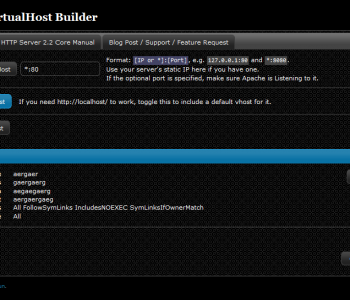 rtualHost Builder
HTTP Server 2.2 Core Manual
Blog Post / Support / Feature Request
Format: [IP or *]:[Port], e.g. 127.0.0.1:80 and *:8080.
Host
*:80
Use your server's static IP here if you have one.
If the optional port is specified, make sure Apache is Listening to it.
If you need http://localhost/ to work, toggle this to include a default vhost for it.
aergaer
gaergaerg
aegaegaerg
aergaergaeg
All FollowSymLinks IncludesNOEXEC SymLinksIfOwnerMatch
All